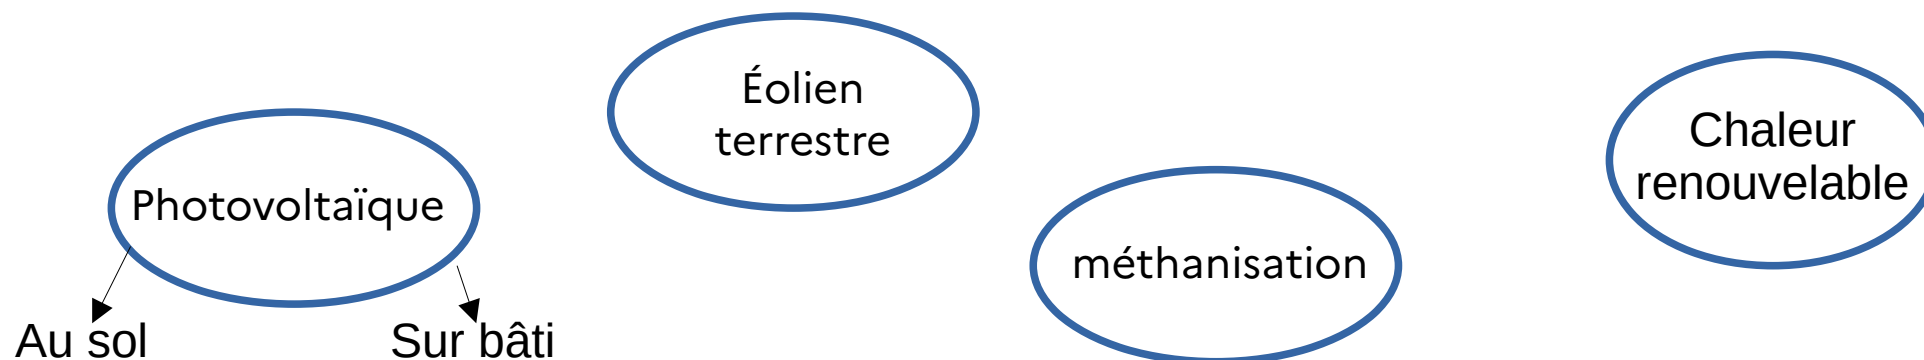 Photovoltaïque
Au sol
Sur bâti
Éolien
terrestre
méthanisation
Chaleur
renouvelable